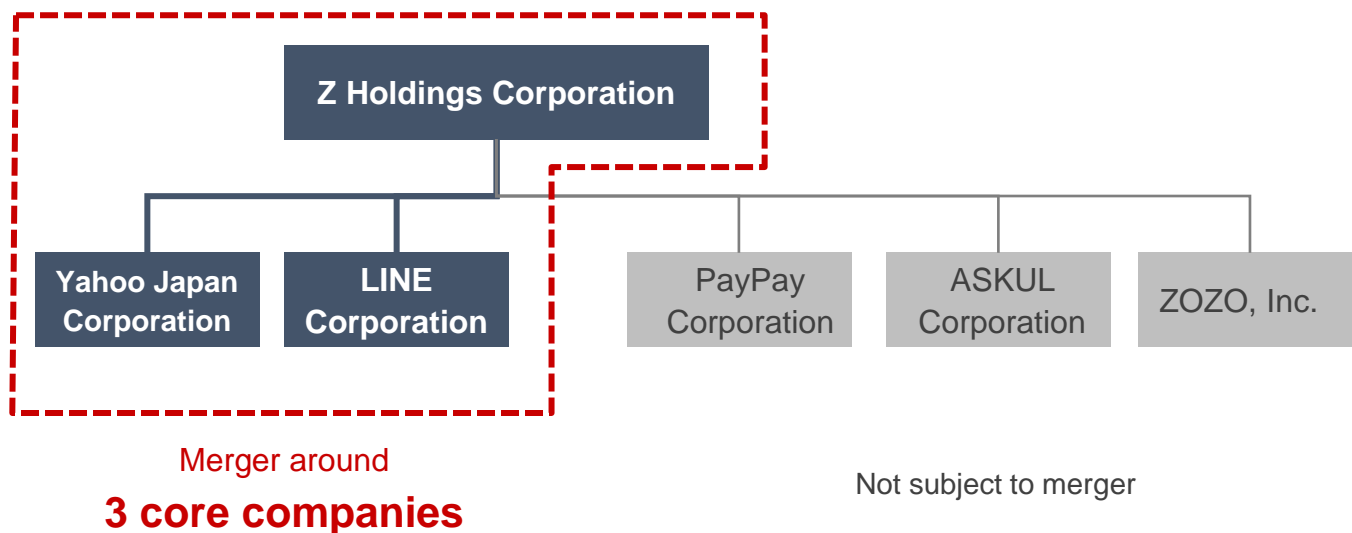 Z Holdings Corporation
Yahoo Japan
Corporation
LINE
Corporation
PayPay
Corporation
ASKUL
Corporation
ZOZO, Inc.
Merger around
3 core companies
Not subject to merger